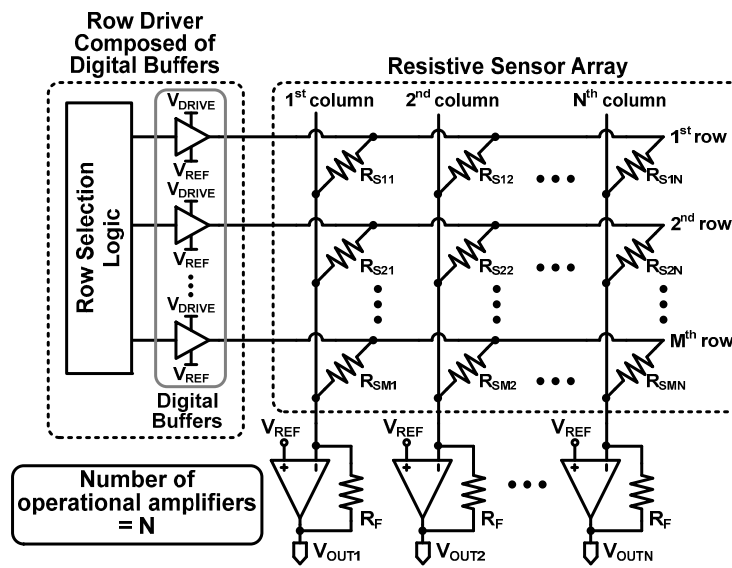 Row Driver
Composed of
Digital Buffers
Resistive Sensor Array
1st column
2nd column
Nth column
VDRIVE
VREF
VDRIVE
VREF
VDRIVE
VREF
Row Selection
Logic
Digital
Buffers
1st row
RS11
RS12
RS1N
2nd row
RS21
RS22
RS2N
Mth row
RSM1
RSM2
RSMN
VREF
VREF
VREF
+
−
+
−
+
−
RF
RF
RF
VOUT1
VOUT2
VOUTN
Number of
operational amplifiers
= N